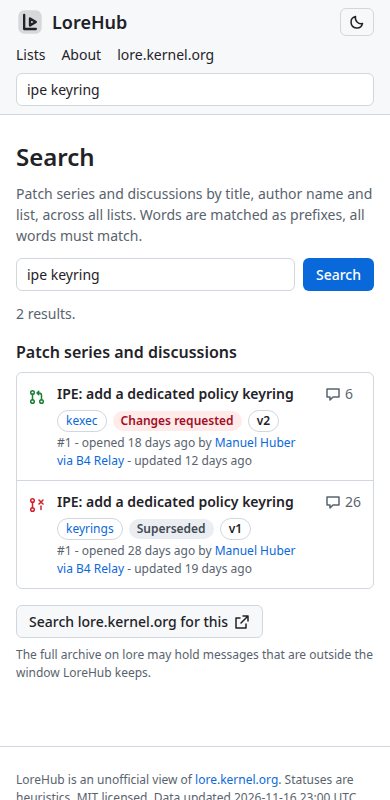 LoreHub
Lists About lore.kernel.org
ipe keyring
Search
Patch series and discussions by title, author name and
list, across all lists. Words are matched as prefixes, all
words must match.
ipe keyring Search
2 results.
Patch series and discussions
IPE: add a dedicated policy keyring 6
kexec Changes requested v2
#1 - opened 18 days ago by Manuel Huber
via B4 Relay - updated 12 days ago
IPE: add a dedicated policy keyring 26
keyrings Superseded v1
#1 - opened 28 days ago by Manuel Huber
via B4 Relay - updated 19 days ago
Search lore.kernel.org for this
The full archive on lore may hold messages that are outside the
window LoreHub keeps.
LoreHub is an unofficial view of lore.kernel.org. Statuses are
heuristics. MIT licensed. Data updated 2026-11-16 23:00 UTC